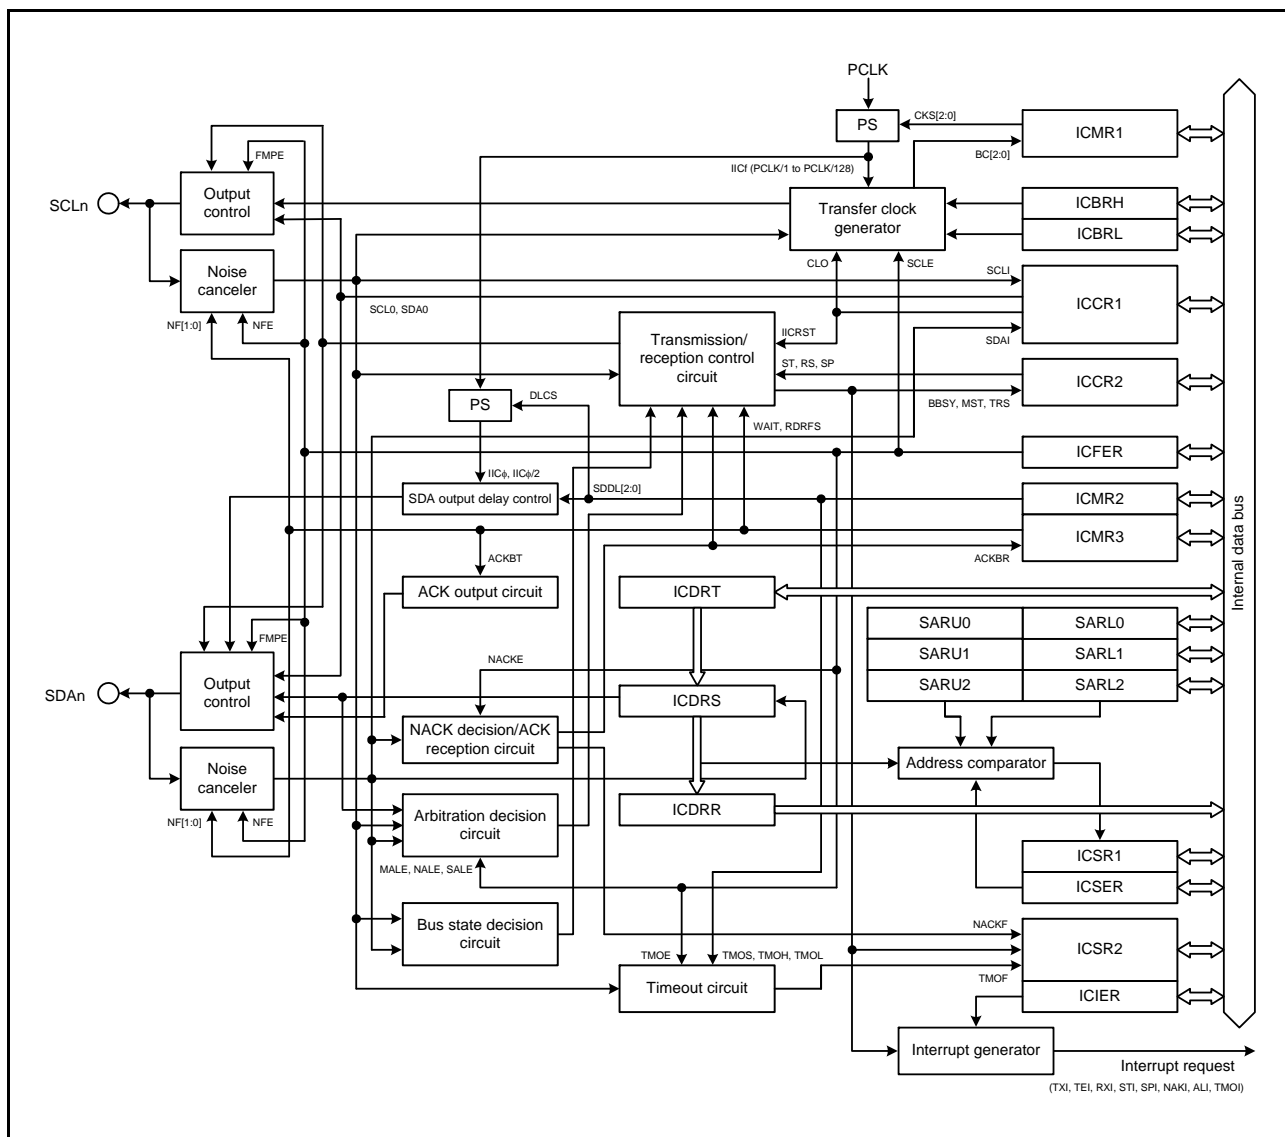 PCLK
PS
CKS[2:0]
ICMR1
BC[2:0]
FMPE
IICf (PCLK/1 to PCLK/128)
SCLn
Output
control
Transfer clock
generator
ICBRH
ICBRL
Noise
canceler
CLO
SCLE
SCLI
ICCR1
NF[1:0]
NFE
SCL0, SDA0
IICRST
SDAI
Transmission/
reception control
circuit
ST, RS, SP
ICCR2
BBSY, MST, TRS
PS
DLCS
WAIT, RDRFS
ICFER
IICϕ, IICϕ/2
SDDL[2:0]
SDA output delay control
ICMR2
ICMR3
ACKBT
ACKBR
ACK output circuit
ICDRT
Internal data bus
SARU0
SARL0
FMPE
SARU1
SARL1
NACKE
SARU2
SARL2
SDAn
Output
control
ICDRS
NACK decision/ACK
reception circuit
Address comparator
Noise
canceler
ICDRR
NF[1:0]
NFE
Arbitration decision
circuit
MALE, NALE, SALE
ICSR1
ICSER
Bus state decision
circuit
NACKF
ICSR2
TMOE
TMOS, TMOH, TMOL
TMOF
Timeout circuit
ICIER
Interrupt generator
Interrupt request
(TXI, TEI, RXI, STI, SPI, NAKI, ALI, TMOI)